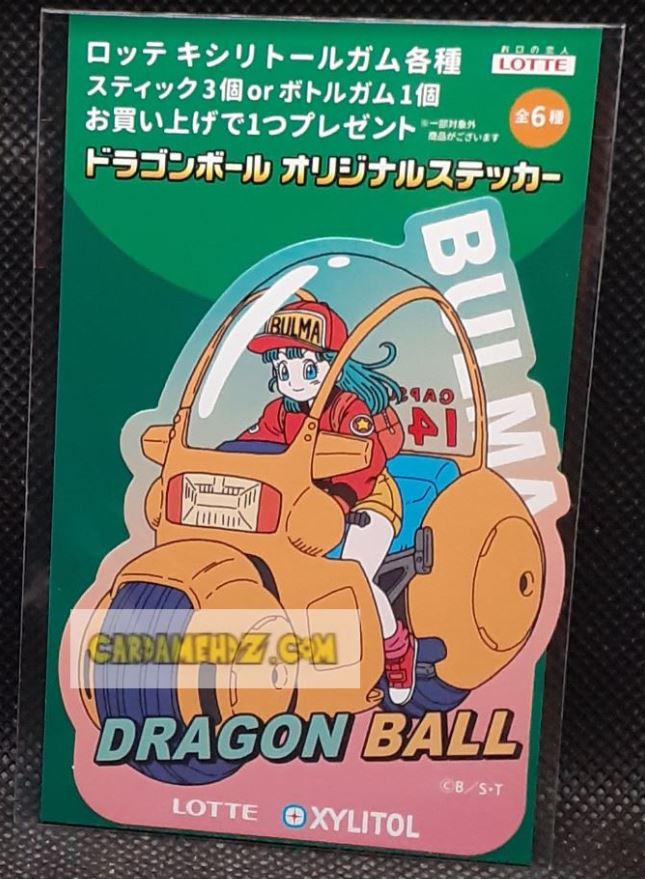 ロッテ キシリトールガム各種
お口の恋人
LOTTE
スティック3個orボトルガム1個
お買い上げで1つプレゼント
※一部対象外
商品がございます
全6種
ドラゴンボール オリジナルステッカー
BULMA
BULMA
CAPS
14
CARDAMEHDZ.COM
DRAGON BALL
©B/S・T
LOTTE XYLITOL